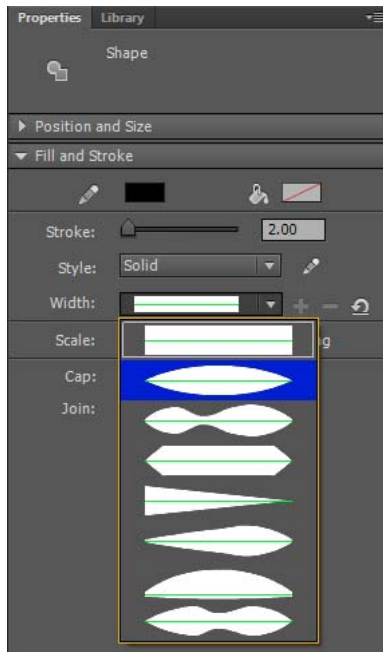 Properties Library
Shape
Position and Size
Fill and Stroke
Stroke: 2.00
Style: Solid
Width:
Scale: g
Cap:
Join: